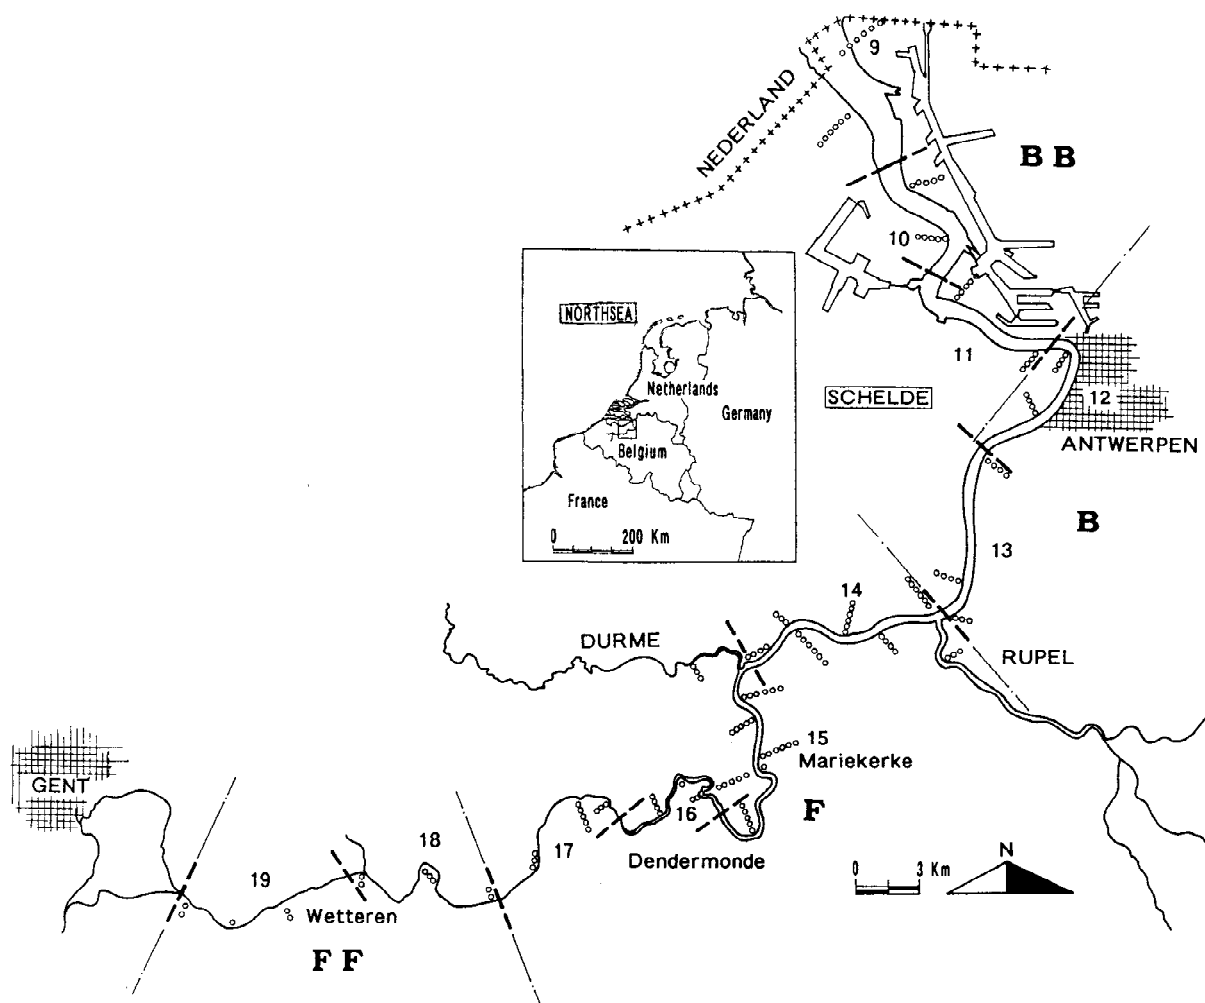 9
NEDERLAND
B B
10
NORTHSEA
11
Netherlands
SCHELDE
12
Germany
ANTWERPEN
Belgium
France
B
0 200 Km
13
14
DURME
RUPEL
15
Mariekerke
GENT
16
F
17
18
N
Dendermonde
0 3 Km
19
Wetteren
F F